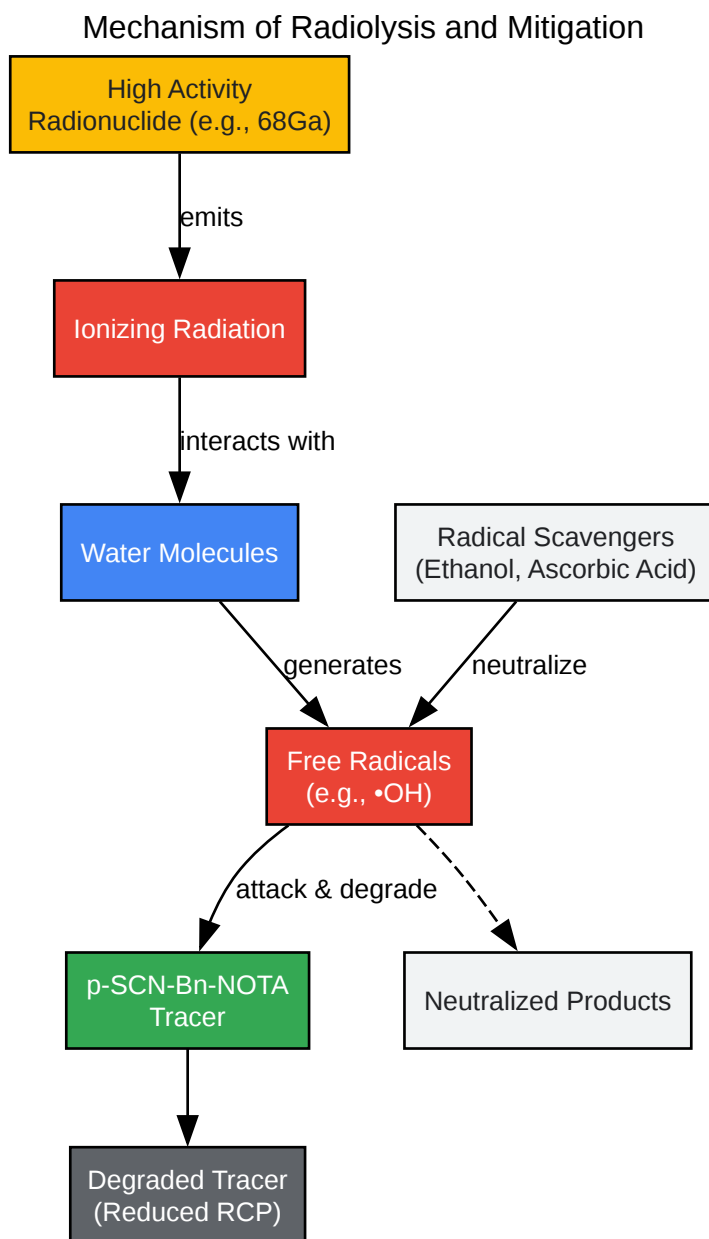 Mechanism of Radiolysis and Mitigation
High Activity
Radionuclide (e.g., 68Ga)
emits
Ionizing Radiation
interacts with
Water Molecules
Radical Scavengers
(Ethanol, Ascorbic Acid)
generates
neutralize
Free Radicals
(e.g., •OH)
attack & degrade
p-SCN-Bn-NOTA
Tracer
Neutralized Products
Degraded Tracer
(Reduced RCP)